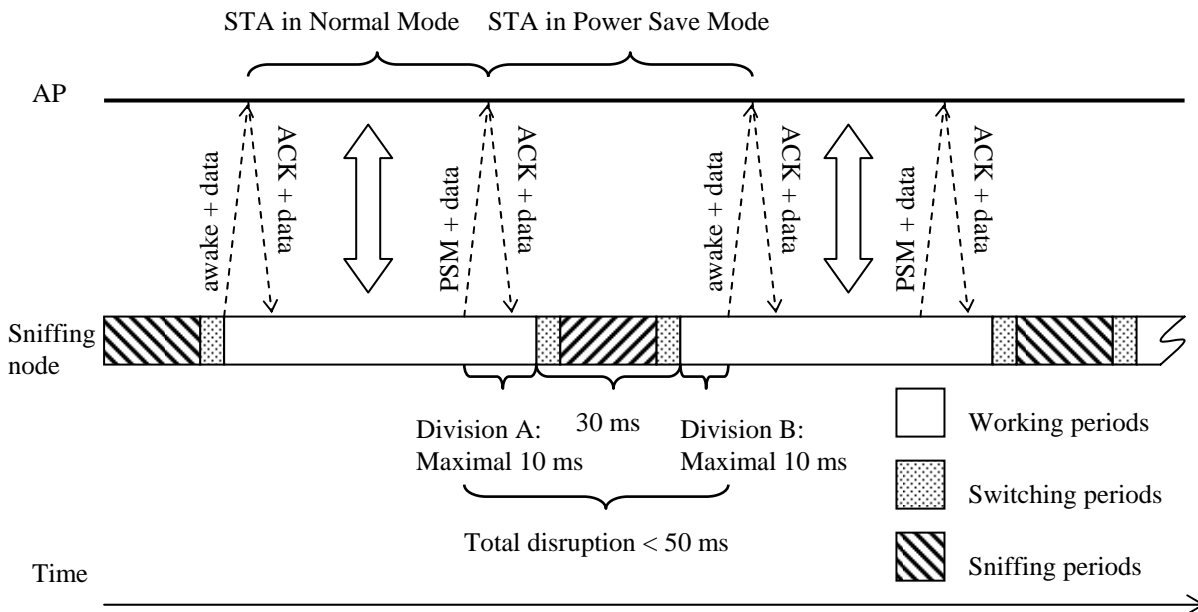 STA in Normal Mode
STA in Power Save Mode
AP
awake + data
ACK + data
PSM + data
ACK + data
awake + data
ACK + data
PSM + data
ACK + data
Sniffing
node
Division A:
Maximal 10 ms
30 ms
Division B:
Maximal 10 ms
Total disruption < 50 ms
Working periods
Switching periods
Sniffing periods
Time